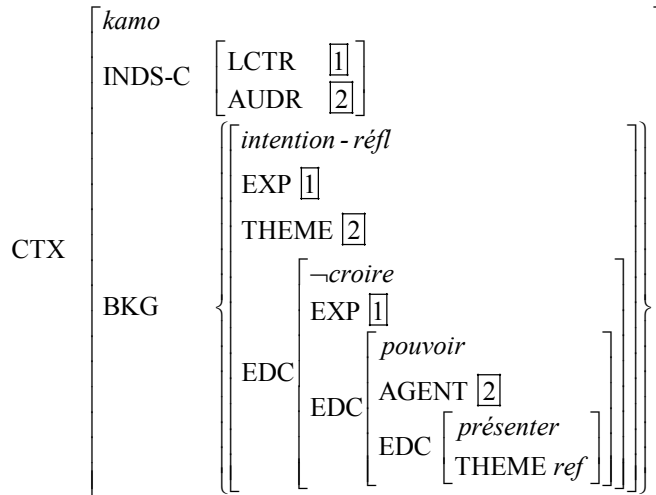 kamo
INDS-C LCTR 1
AUDR 2
intention - réfl
EXP 1
THEME 2
CTX
¬croire
BKG
EXP 1
pouvoir
EDC
AGENT 2
EDC
présenter
EDC
THEME ref